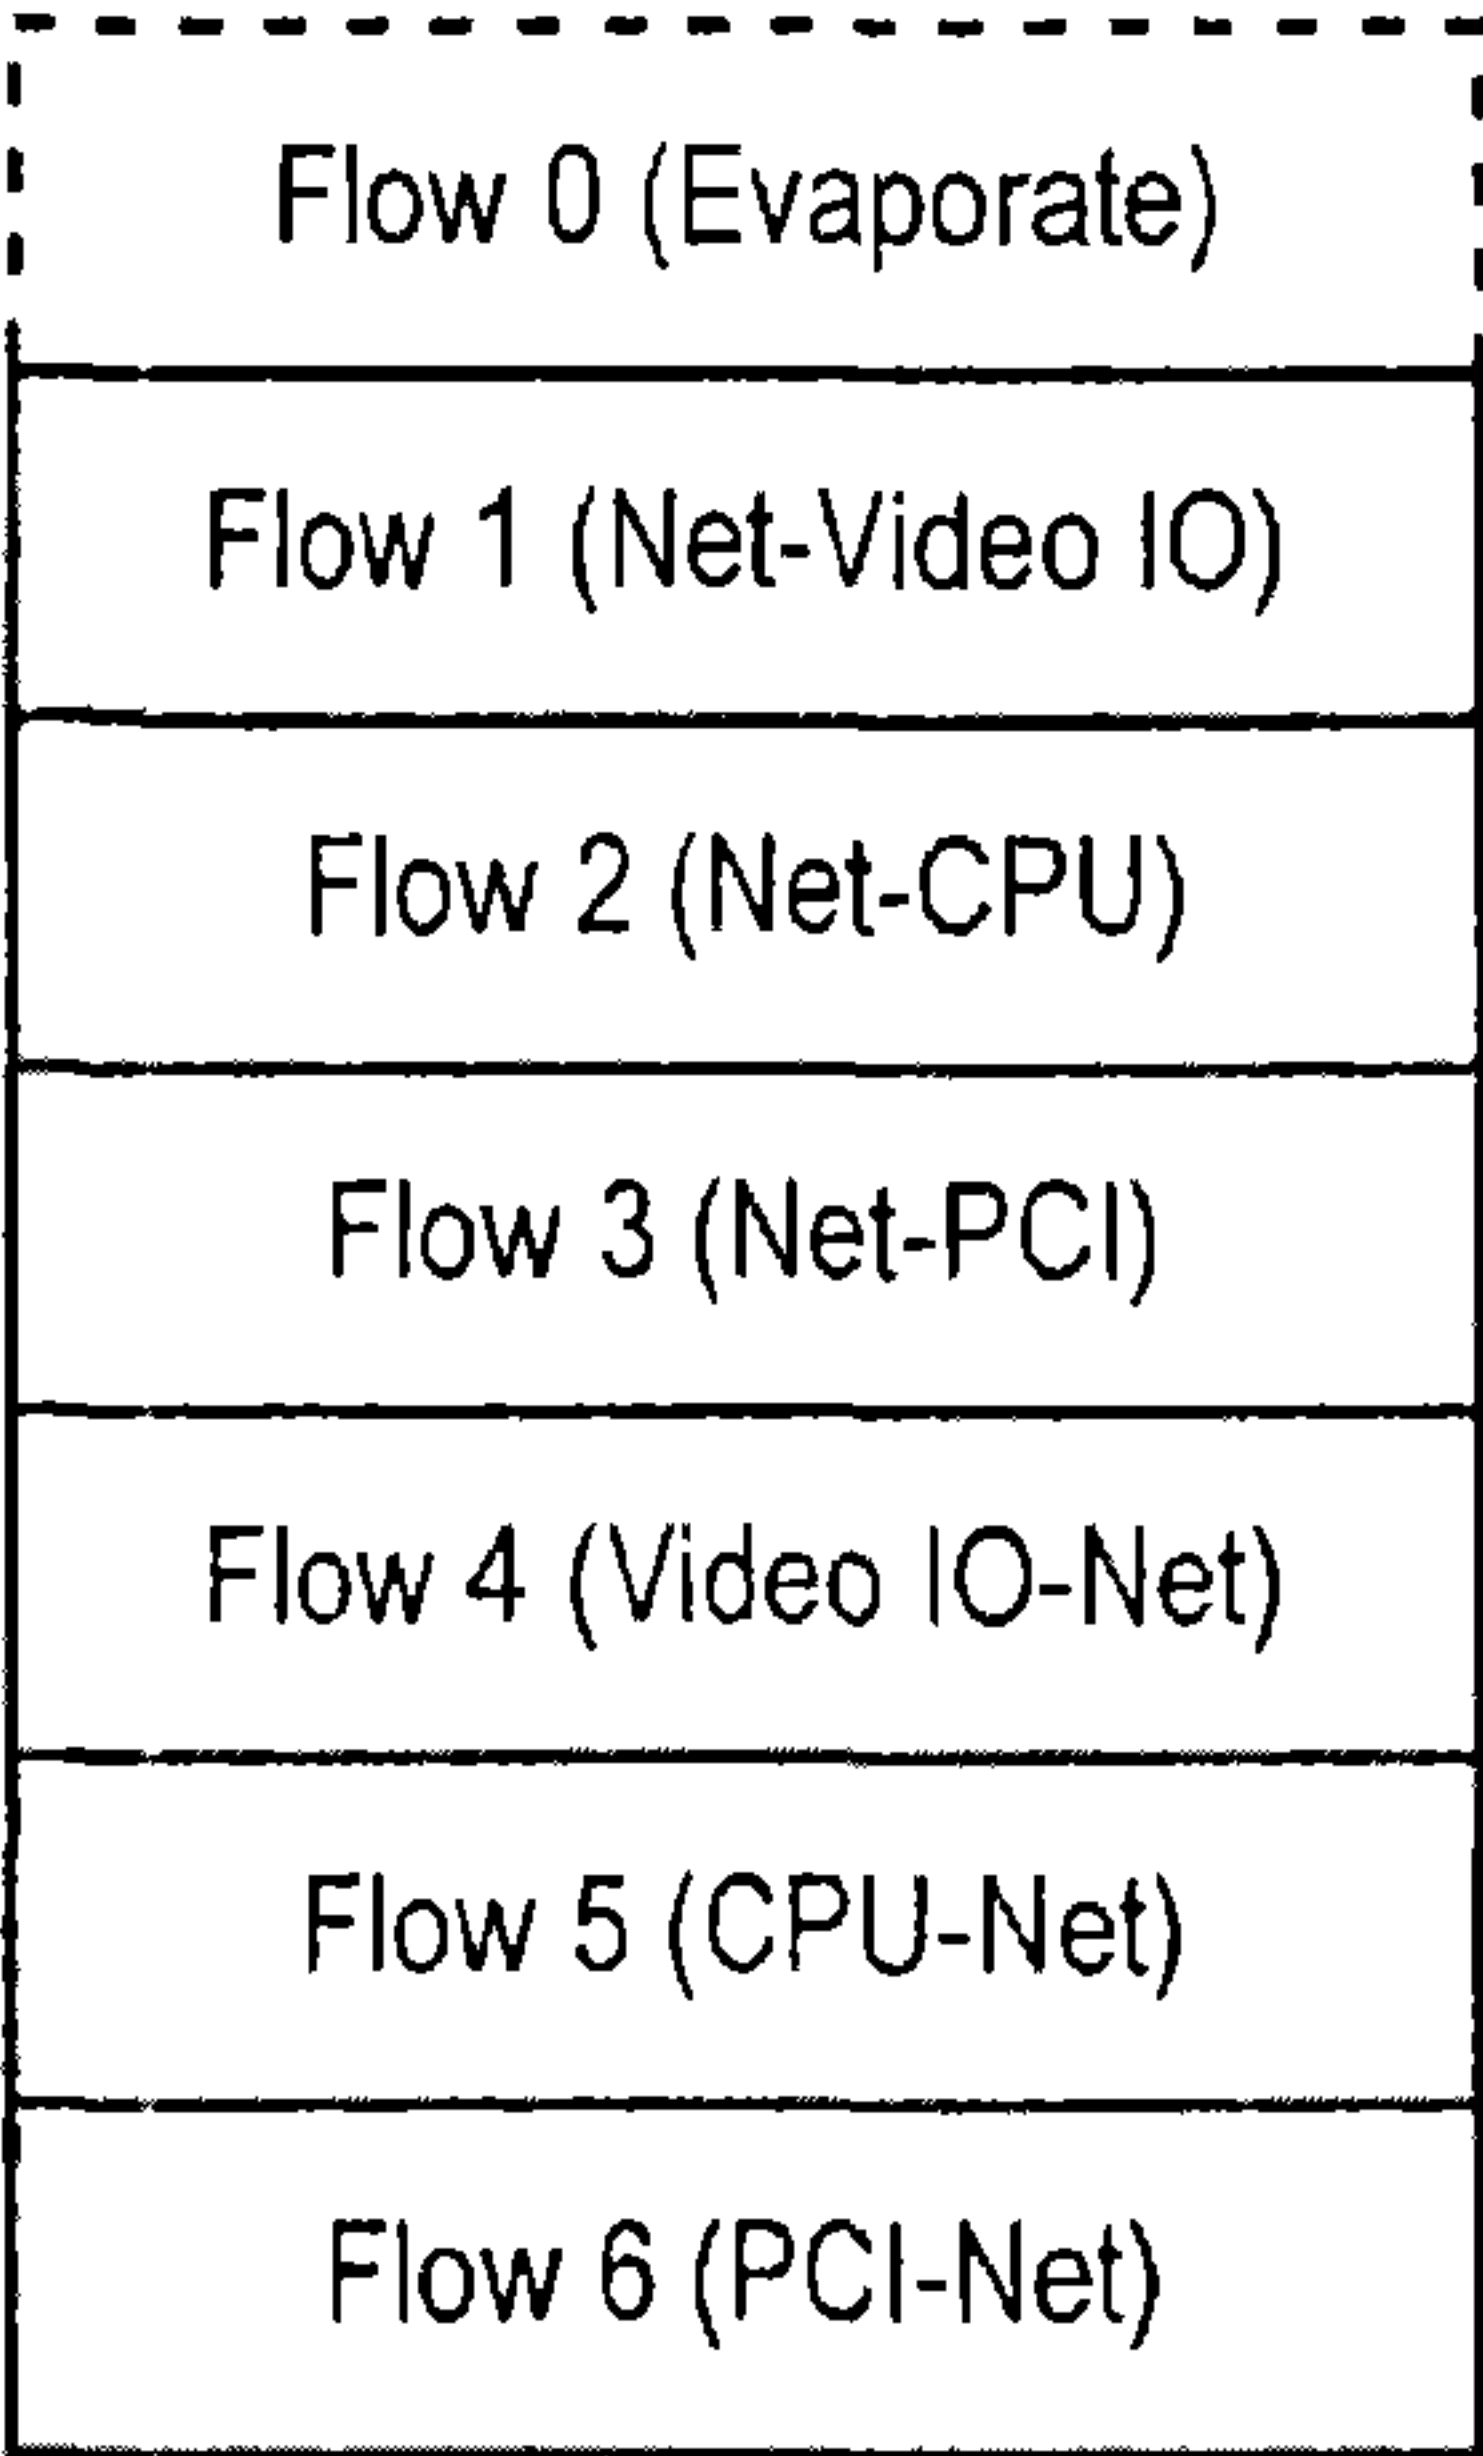 Flow 0 (Evaporate)
Flow 1 (Net-Video IO)
Flow 2 (Net-CPU)
Flow 3 (Net-PCI)
Flow 4 (Video IO-Net)
Flow 5 (CPU-Net)
Flow 6 (PCI-Net)